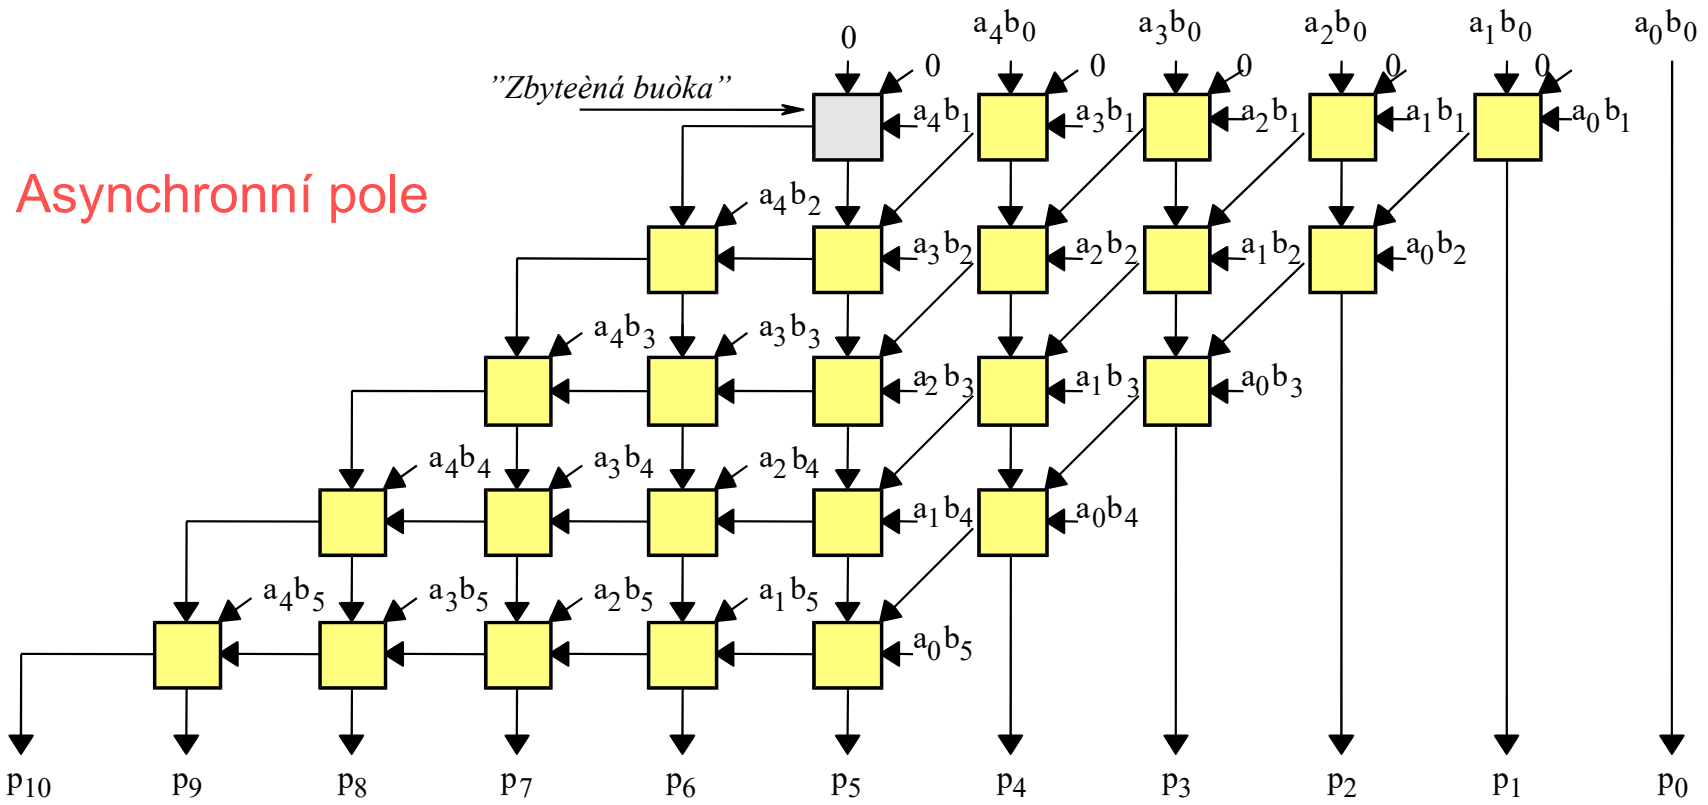 0 a₄b₀ a₃b₀ a₂b₀ a₁b₀ a₀b₀
0 0 0 0 0
”Zbyteèná buòka”
a₄b₁ a₃b₁ a₂b₁ a₁b₁ a₀b₁
Asynchronní pole
a₄b₂
a₃b₂ a₂b₂ a₁b₂ a₀b₂
a₄b₃ a₃b₃
a₂b₃ a₁b₃ a₀b₃
a₄b₄ a₃b₄ a₂b₄
a₁b₄ a₀b₄
a₄b₅ a₃b₅ a₂b₅ a₁b₅
a₀b₅
p₁₀ p₉ p₈ p₇ p₆ p₅ p₄ p₃ p₂ p₁ p₀